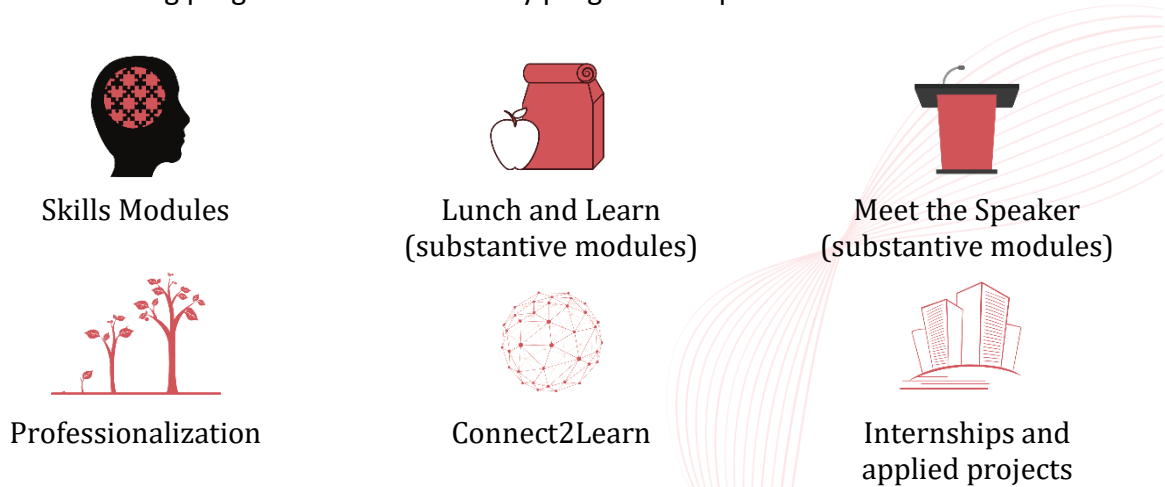 Skills Modules
Lunch and Learn
(substantive modules)
Meet the Speaker
(substantive modules)
Professionalization
Connect2Learn
Internships and
applied projects